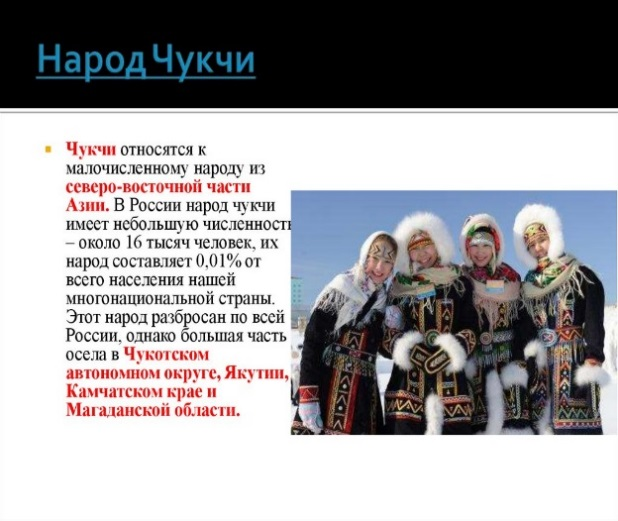 Народ Чукчи
Чукчи относятся к
малочисленному народу из
северо-восточной части
Азии. В России народ чукчи
имеет небольшую численность
– около 16 тысяч человек, их
народ составляет 0,01% от
всего населения нашей
многонациональной страны.
Этот народ разбросан по всей
России, однако большая часть
осела в Чукотском
автономном округе, Якутии,
Камчатском крае и
Магаданской области.